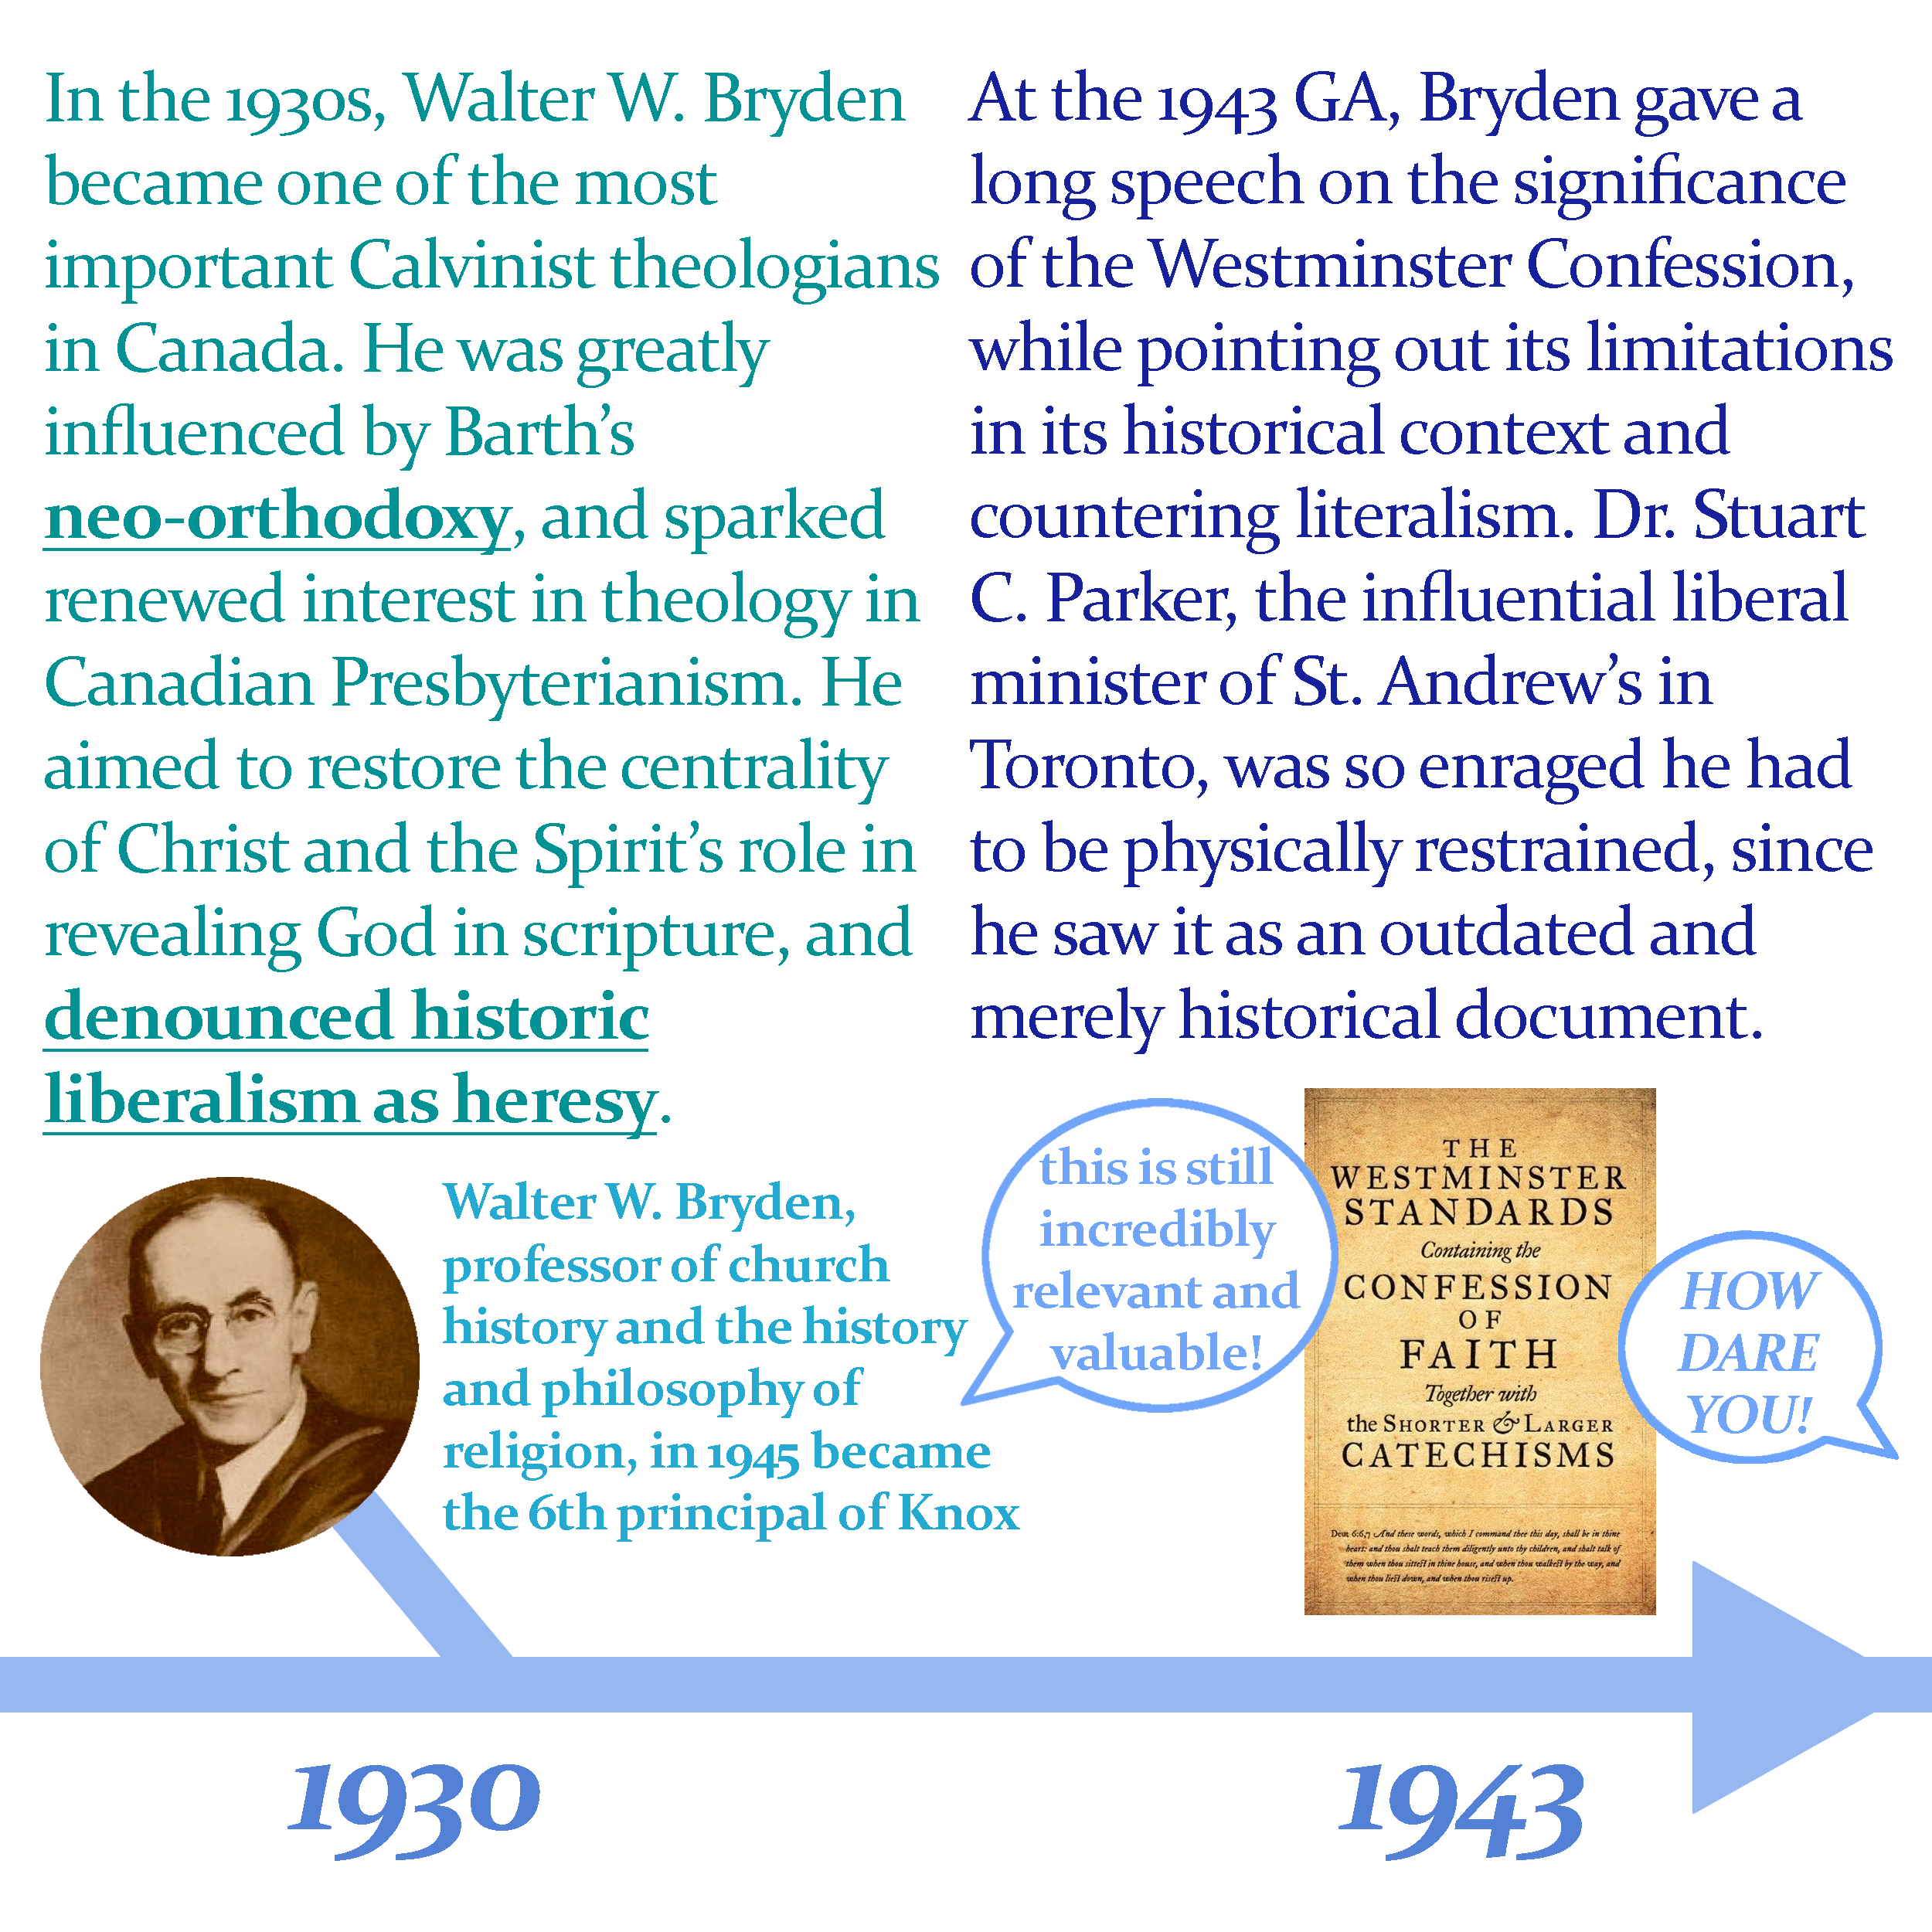 In the 1930s, Walter W. Bryden
became one of the most
important Calvinist theologians
in Canada. He was greatly
influenced by Barth’s
neo-orthodoxy, and sparked
renewed interest in theology in
Canadian Presbyterianism. He
aimed to restore the centrality
of Christ and the Spirit’s role in
revealing God in scripture, and
denounced historic
liberalism as heresy.
At the 1943 GA, Bryden gave a
long speech on the significance
of the Westminster Confession,
while pointing out its limitations
in its historical context and
countering literalism. Dr. Stuart
C. Parker, the influential liberal
minister of St. Andrew’s in
Toronto, was so enraged he had
to be physically restrained, since
he saw it as an outdated and
merely historical document.
Walter W. Bryden,
professor of church
history and the history
and philosophy of
religion, in 1945 became
the 6th principal of Knox
this is still
incredibly
relevant and
valuable!
THE
WESTMINSTER
STANDARDS
Containing the
CONFESSION
OF
FAITH
Together with
the SHORTER & LARGER
CATECHISMS
Deut. 6:6,7 And these words, which I command thee this day, shall be in thine
heart: and thou shalt teach them diligently unto thy children, and shalt talk of
them when thou sittest in thine house, and when thou walkest by the way, and
when thou liest down, and when thou risest up.
HOW
DARE
YOU!
1930
1943